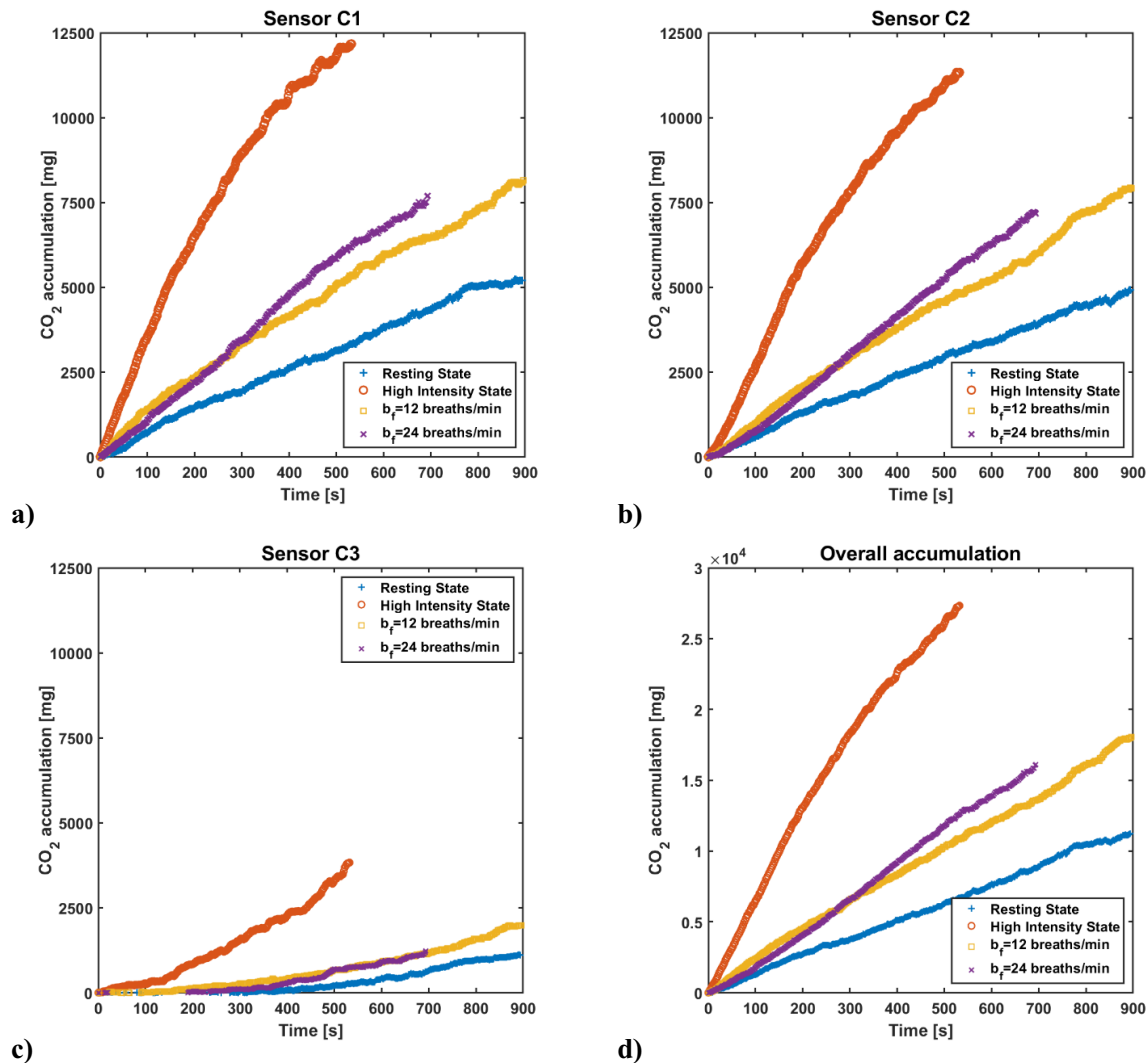 Sensor C1
12500
10000
7500
5000
2500
0
CO2 accumulation [mg]
0 100 200 300 400 500 600 700 800 900
Time [s]
Resting State
High Intensity State
bf=12 breaths/min
bf=24 breaths/min
a)
Sensor C2
12500
10000
7500
5000
2500
0
CO2 accumulation [mg]
0 100 200 300 400 500 600 700 800 900
Time [s]
Resting State
High Intensity State
bf=12 breaths/min
bf=24 breaths/min
b)
Sensor C3
12500
10000
7500
5000
2500
0
CO2 accumulation [mg]
0 100 200 300 400 500 600 700 800 900
Time [s]
Resting State
High Intensity State
bf=12 breaths/min
bf=24 breaths/min
c)
Overall accumulation
×10^4
3
2.5
2
1.5
1
0.5
0
CO2 accumulation [mg]
0 100 200 300 400 500 600 700 800 900
Time [s]
Resting State
High Intensity State
bf=12 breaths/min
bf=24 breaths/min
d)